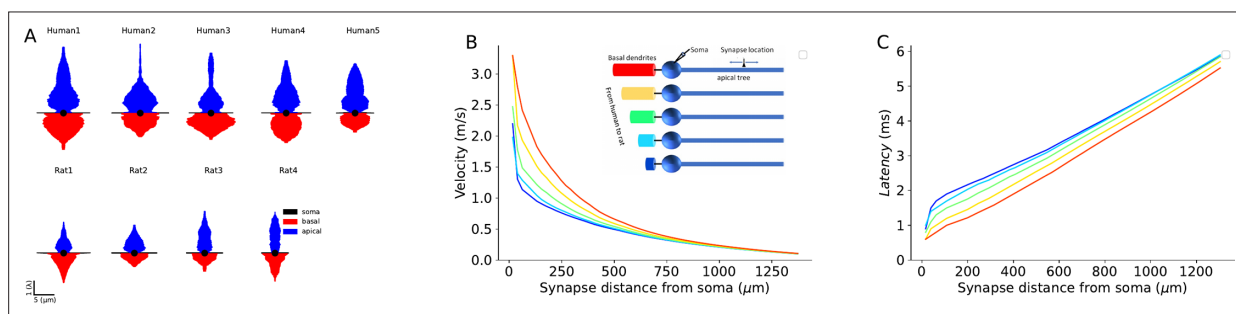 A
Human1 Human2 Human3 Human4 Human5
Rat1 Rat2 Rat3 Rat4
soma
basal
apical
1 (λ)
5 (μm)
B
Velocity (m/s)
3.0
2.5
2.0
1.5
1.0
0.5
0.0
0 250 500 750 1000 1250
Synapse distance from soma (μm)
Basal dendrites
Soma
Synapse location
apical tree
From human to rat
C
Latency (ms)
6
5
4
3
2
1
0
0 200 400 600 800 1000 1200
Synapse distance from soma (μm)